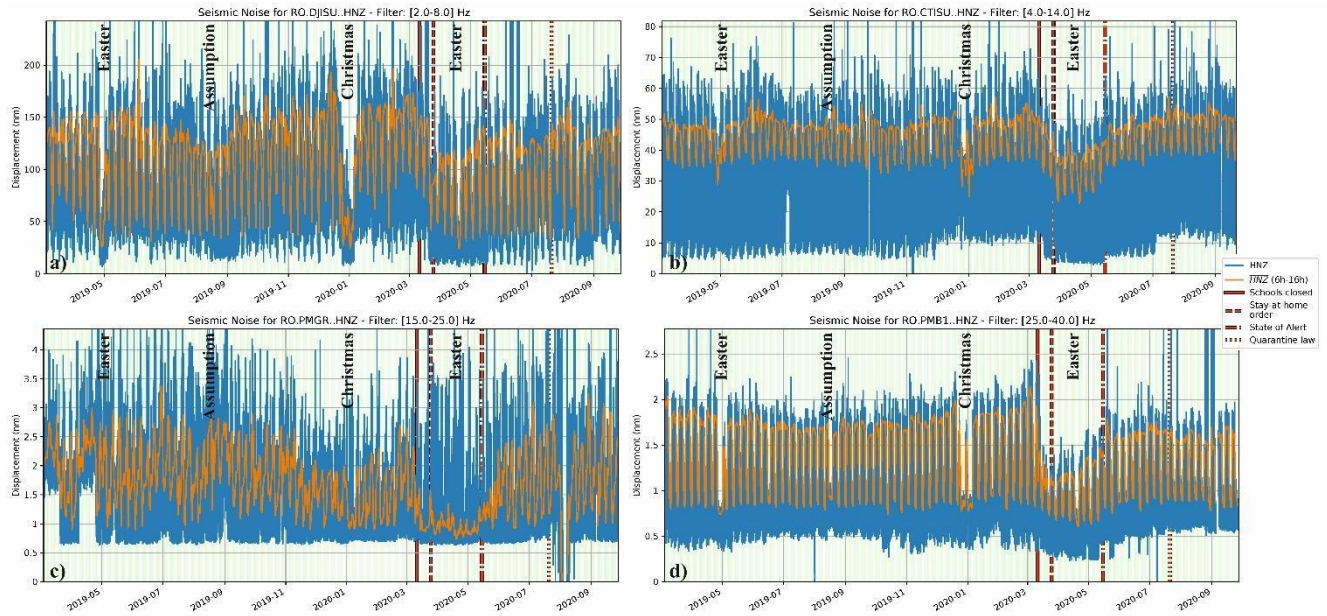 Seismic Noise for RO.DJISU..HNZ - Filter: [2.0-8.0] Hz
Displacement (nm)
200
150
100
50
0
Easter
Assumption
Christmas
Easter
a)
2019-05
2019-07
2019-09
2019-11
2020-01
2020-03
2020-05
2020-07
2020-09
Seismic Noise for RO.CTISU..HNZ - Filter: [4.0-14.0] Hz
Displacement (nm)
80
70
60
50
40
30
20
10
0
Easter
Assumption
Christmas
Easter
b)
2019-05
2019-07
2019-09
2019-11
2020-01
2020-03
2020-05
2020-07
2020-09
HNZ
HNZ (6h-16h)
Schools closed
Stay-at-home
order
State of Alert
Quarantine law
Seismic Noise for RO.PMGR..HNZ - Filter: [15.0-25.0] Hz
Displacement (nm)
4
3.5
3
2.5
2
1.5
1
0.5
0
Easter
Assumption
Christmas
Easter
c)
2019-05
2019-07
2019-09
2019-11
2020-01
2020-03
2020-05
2020-07
2020-09
Seismic Noise for RO.PMB1..HNZ - Filter: [25.0-40.0] Hz
Displacement (nm)
2.5
2
1.5
1
0.5
0
Easter
Assumption
Christmas
Easter
d)
2019-05
2019-07
2019-09
2019-11
2020-01
2020-03
2020-05
2020-07
2020-09